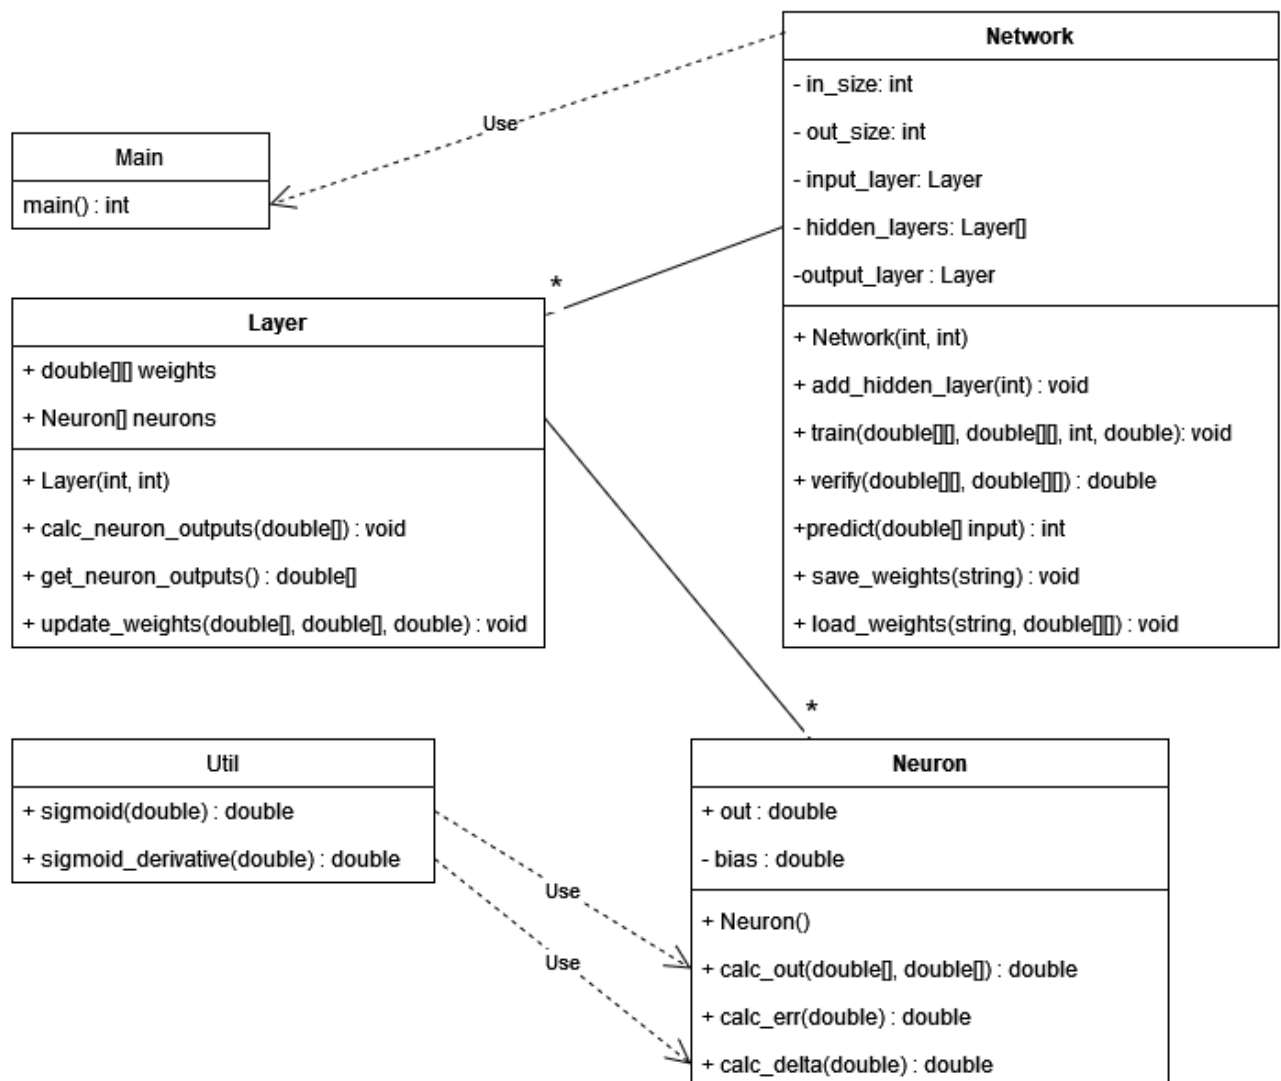 Network
- in_size: int
- out_size: int
- input_layer: Layer
- hidden_layers: Layer[]
-output_layer : Layer
+ Network(int, int)
+ add_hidden_layer(int) : void
+ train(double[][], double[][], int, double): void
+ verify(double[][], double[][]) : double
+predict(double[] input) : int
+ save_weights(string) : void
+ load_weights(string, double[][]) : void
Use
Main
main() : int
*
Layer
+ double[][] weights
+ Neuron[] neurons
+ Layer(int, int)
+ calc_neuron_outputs(double[]) : void
+ get_neuron_outputs() : double[]
+ update_weights(double[], double[], double) : void
*
Util
+ sigmoid(double) : double
+ sigmoid_derivative(double) : double
Use
Use
Neuron
+ out : double
- bias : double
+ Neuron()
+ calc_out(double[], double[]) : double
+ calc_err(double) : double
+ calc_delta(double) : double